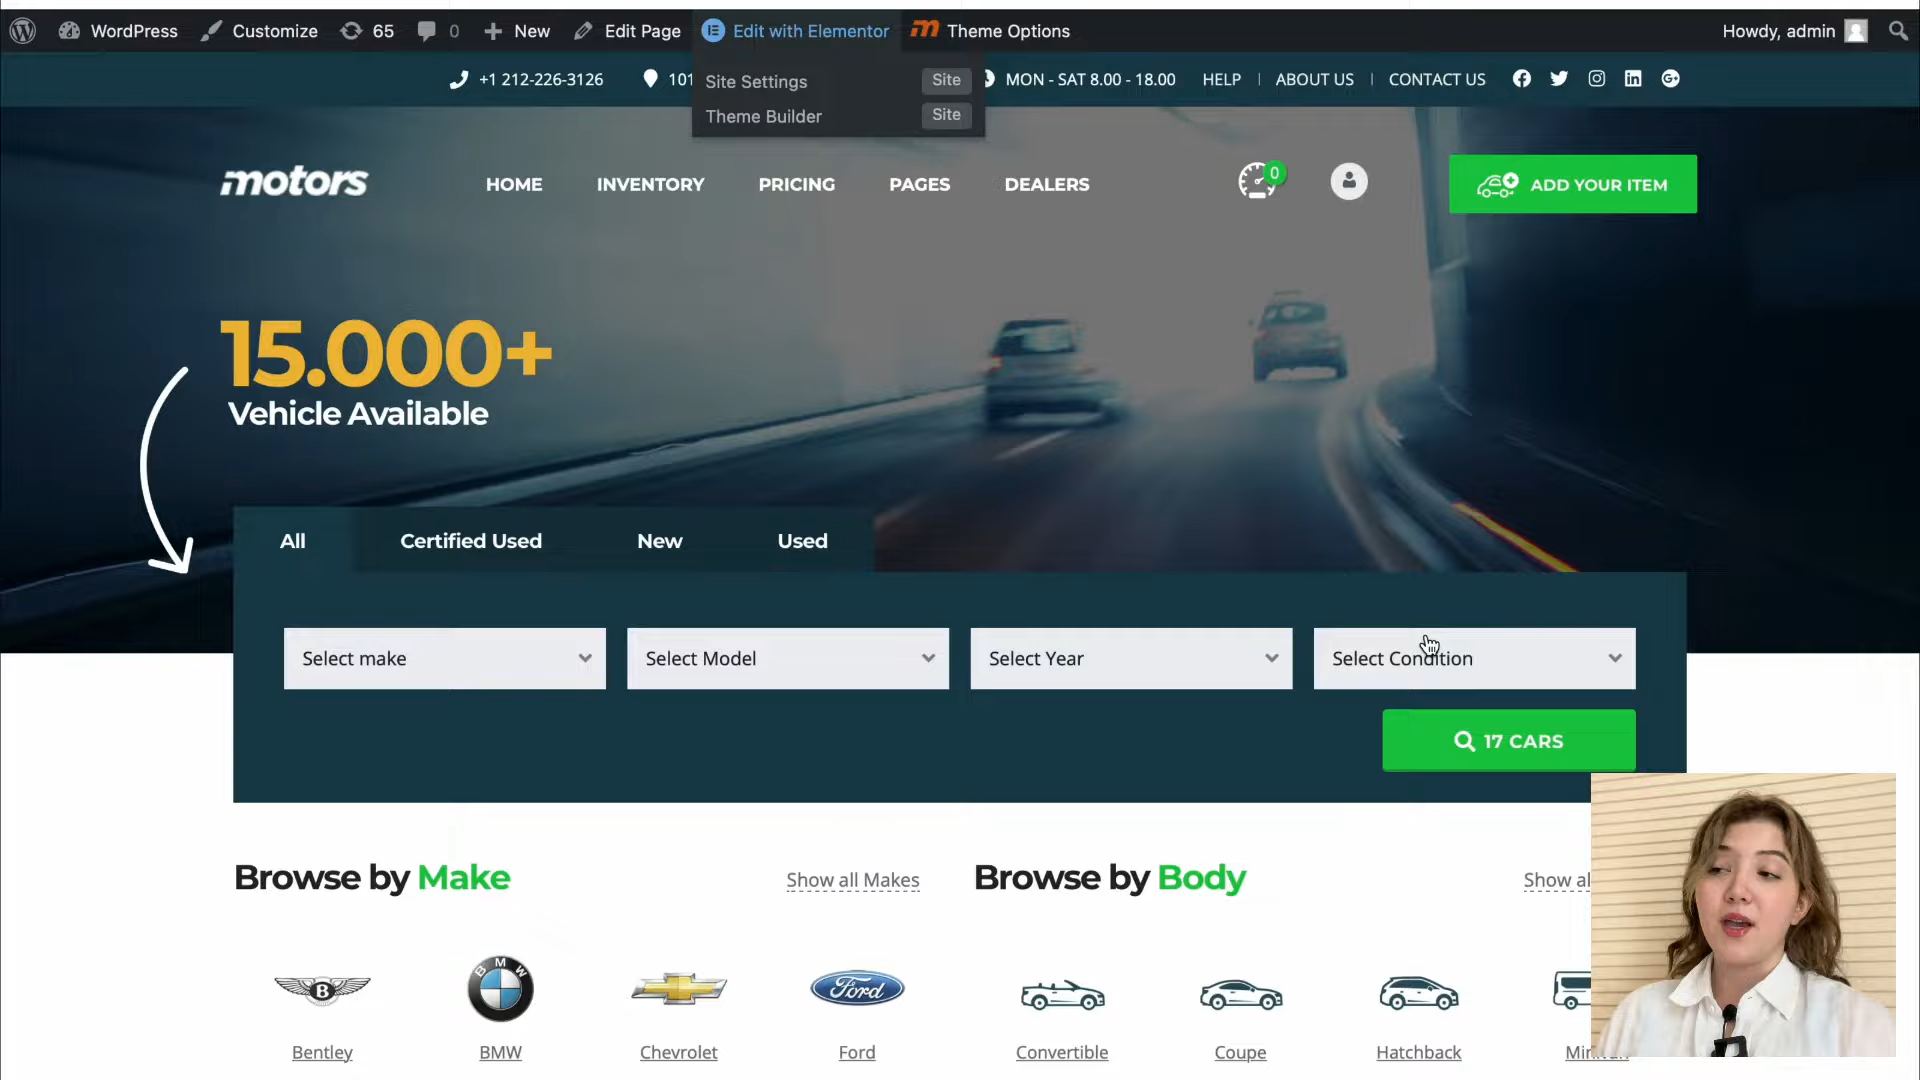 WordPress Customize 65 0 New Edit Page Edit with Elementor Theme Options Howdy, admin
+1 212-226-3126 101 MON - SAT 8.00 - 18.00 HELP | ABOUT US | CONTACT US
Site Settings Site
Theme Builder Site
motors HOME INVENTORY PRICING PAGES DEALERS 0 ADD YOUR ITEM
15.000+
Vehicle Available
All Certified Used New Used
Select make Select Model Select Year Select Condition
17 CARS
Browse by Make Show all Makes Browse by Body Show al
B BMW Ford
Bentley BMW Chevrolet Ford Convertible Coupe Hatchback